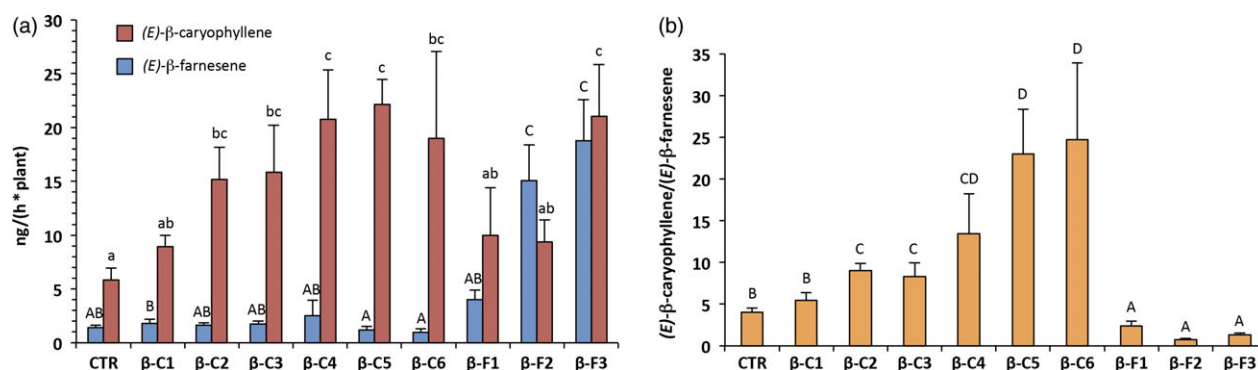 (a)
30
25
20
15
10
5
0
ng/(h*plant)
(E)-β-caryophyllene
(E)-β-farnesene
AB a
B ab
AB bc
AB bc
AB c
A c
A bc
AB ab
C ab
C c
CTR β-C1 β-C2 β-C3 β-C4 β-C5 β-C6 β-F1 β-F2 β-F3
(b)
35
30
25
20
15
10
5
0
(E)-β-caryophyllene/(E)-β-farnesene
B B C C CD D D A A A
CTR β-C1 β-C2 β-C3 β-C4 β-C5 β-C6 β-F1 β-F2 β-F3